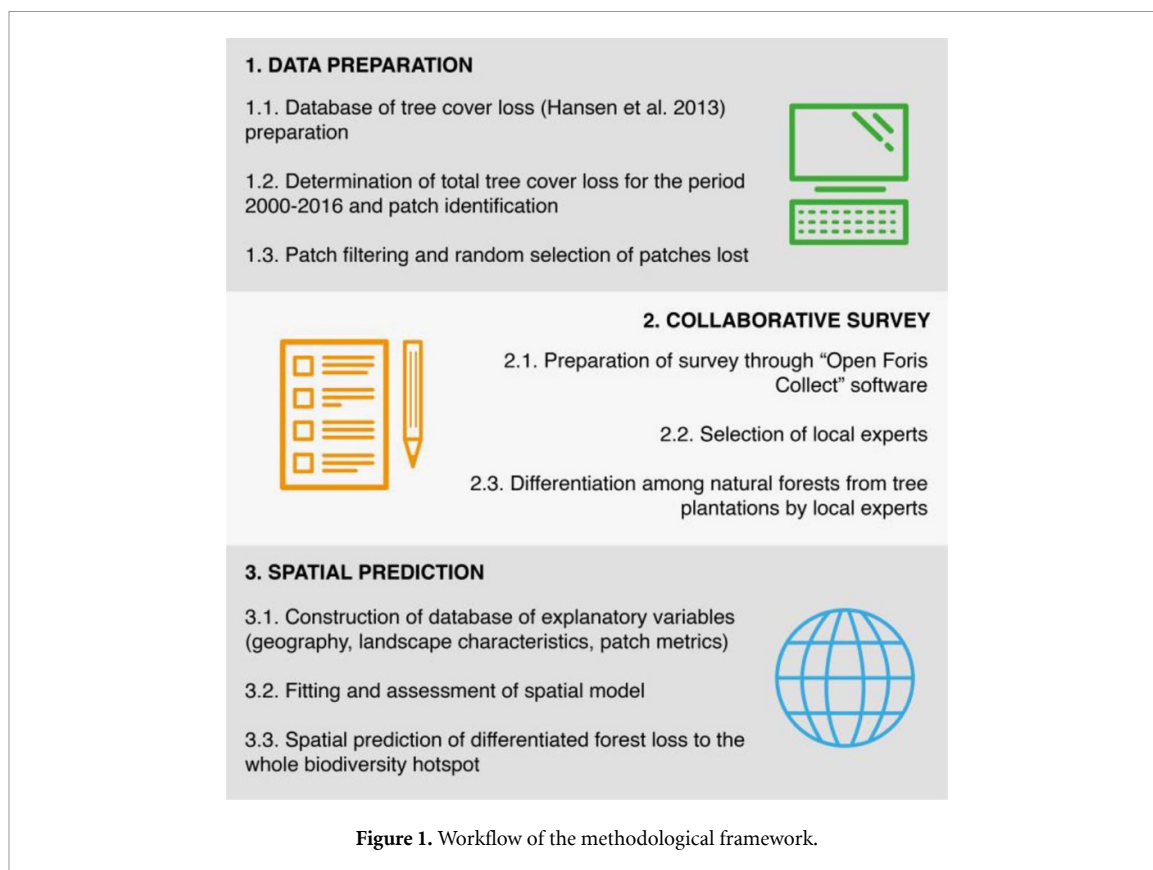 1. DATA PREPARATION
1.1. Database of tree cover loss (Hansen et al. 2013)
preparation
1.2. Determination of total tree cover loss for the period
2000-2016 and patch identification
1.3. Patch filtering and random selection of patches lost
2. COLLABORATIVE SURVEY
2.1. Preparation of survey through “Open Foris
Collect” software
2.2. Selection of local experts
2.3. Differentiation among natural forests from tree
plantations by local experts
3. SPATIAL PREDICTION
3.1. Construction of database of explanatory variables
(geography, landscape characteristics, patch metrics)
3.2. Fitting and assessment of spatial model
3.3. Spatial prediction of differentiated forest loss to the
whole biodiversity hotspot
Figure 1. Workflow of the methodological framework.